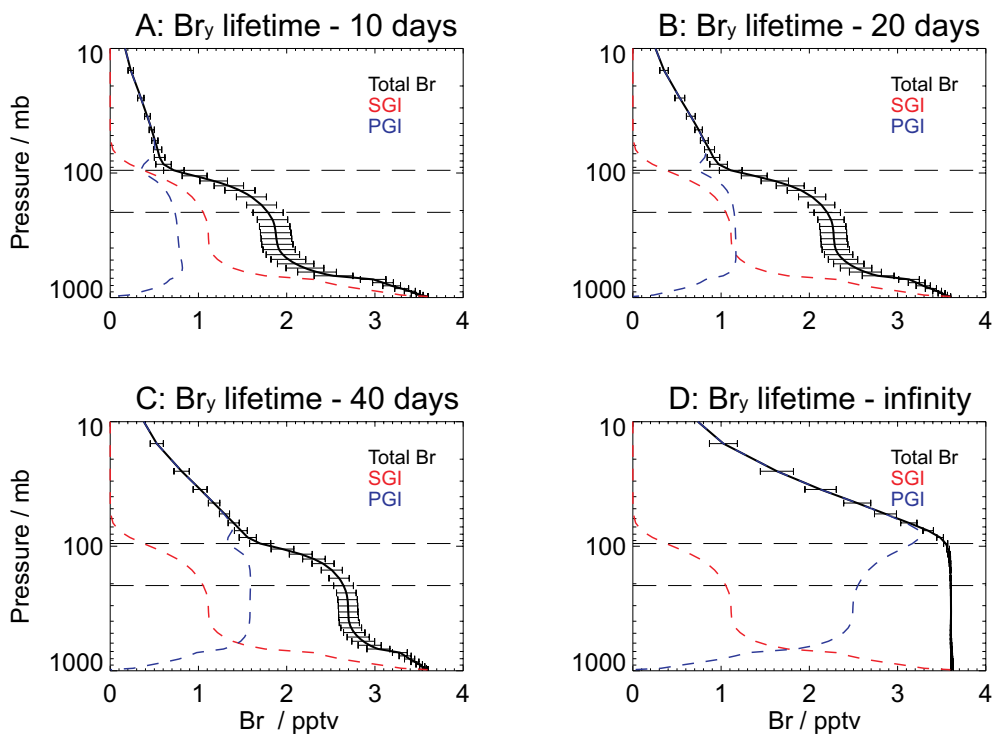 A: Bry lifetime - 10 days
10
100
1000
Pressure / mb
Total Br
SGI
PGI
0 1 2 3 4
B: Bry lifetime - 20 days
10
100
1000
Total Br
SGI
PGI
0 1 2 3 4
C: Bry lifetime - 40 days
10
100
1000
Pressure / mb
Total Br
SGI
PGI
0 1 2 3 4
Br / pptv
D: Bry lifetime - infinity
10
100
1000
Total Br
SGI
PGI
0 1 2 3 4
Br / pptv